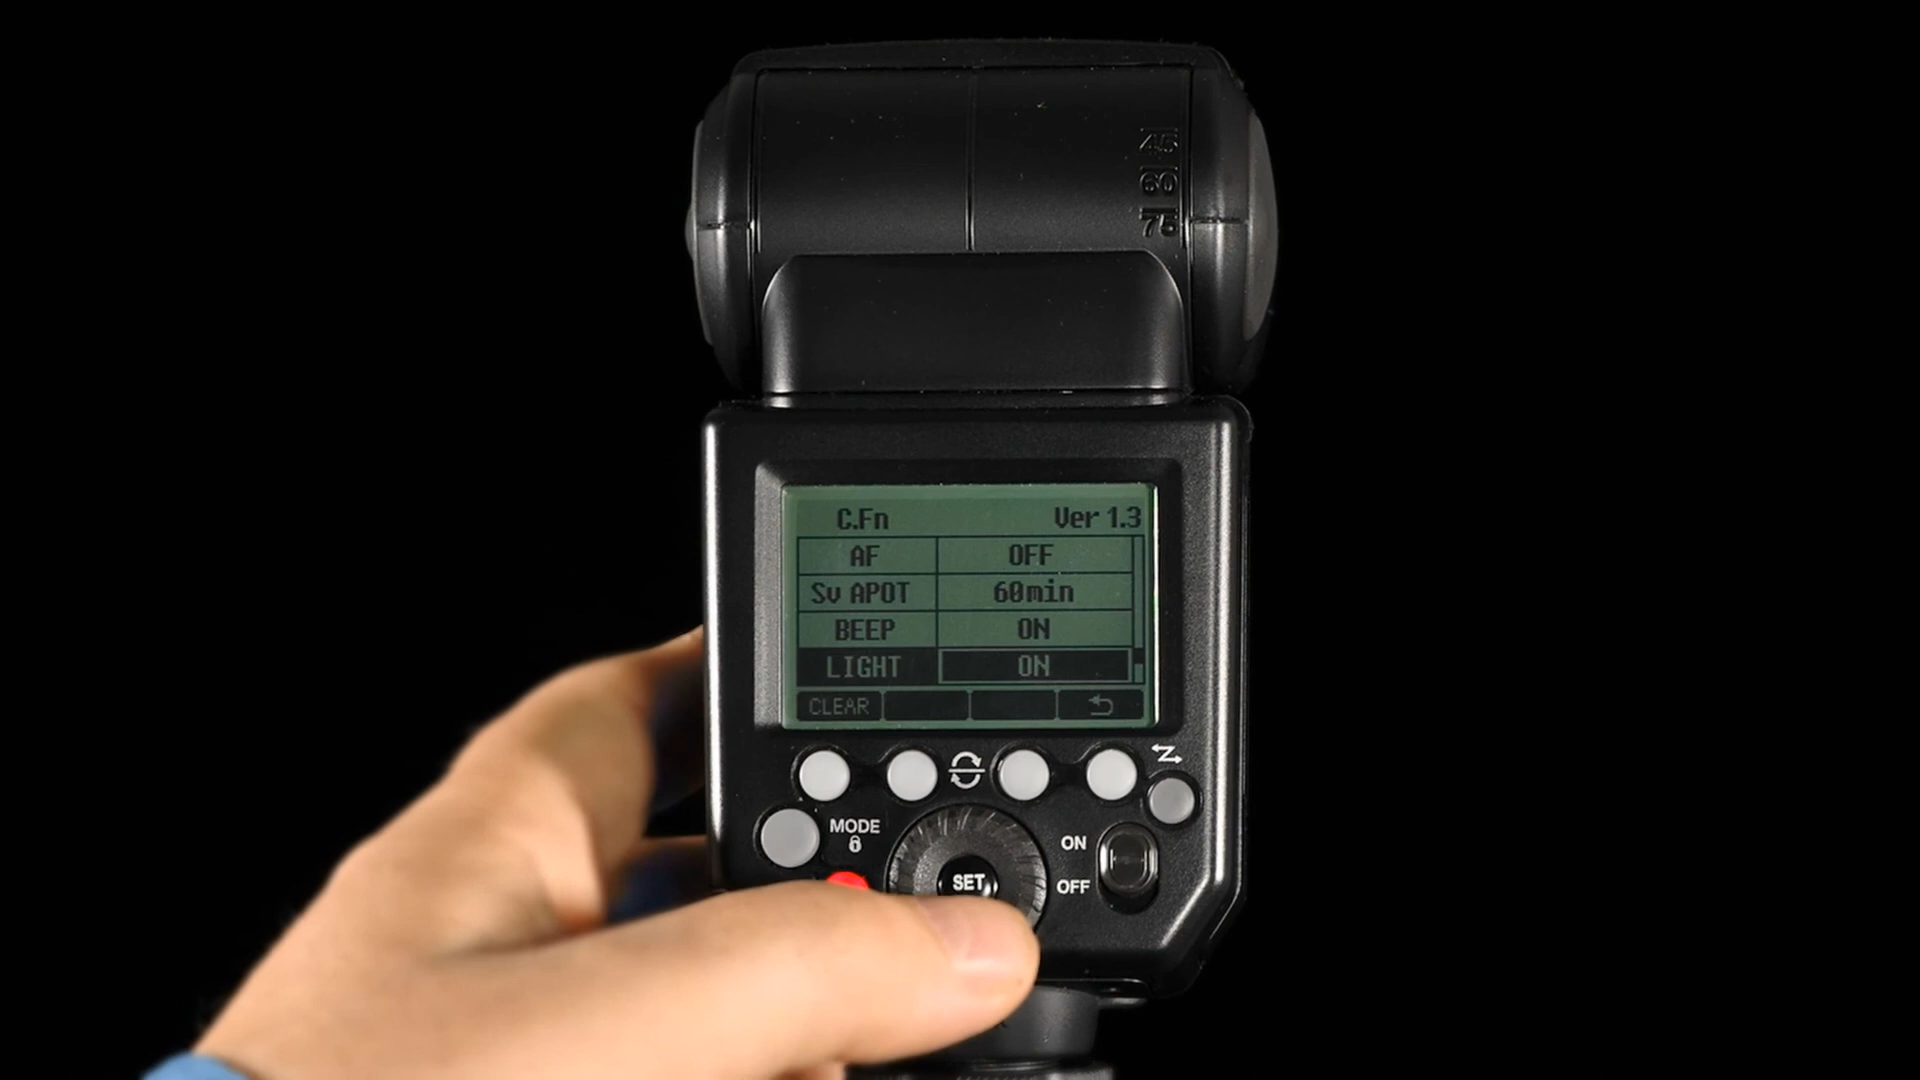 45
60
75
C.Fn Ver 1.3
AF OFF
Sv APOT 60min
BEEP ON
LIGHT ON
CLEAR
MODE
SET
ON
OFF